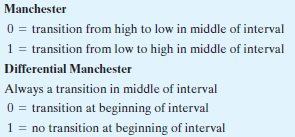 Manchester
0 = transition from high to low in middle of interval
1 = transition from low to high in middle of interval
Differential Manchester
Always a transition in middle of interval
0 = transition at beginning of interval
1 = no transition at beginning of interval